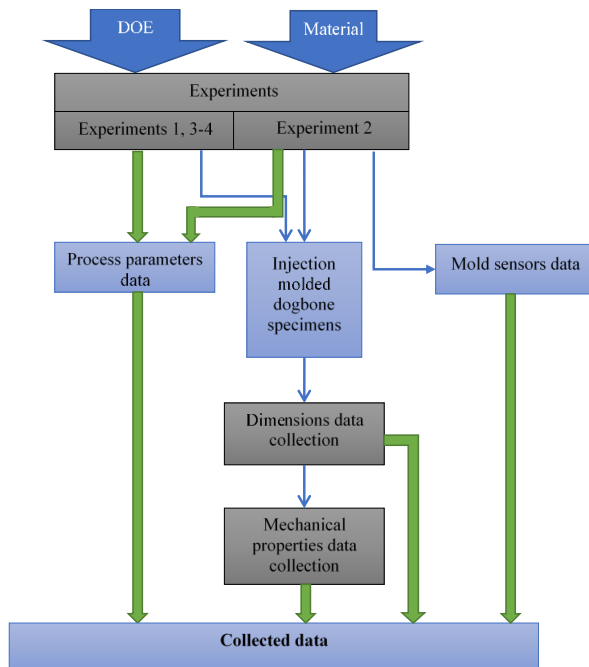 DOE
Material
Experiments
Experiments 1, 3-4
Experiment 2
Process parameters
data
Injection
molded
dogbone
specimens
Mold sensors data
Dimensions data
collection
Mechanical
properties data
collection
Collected data